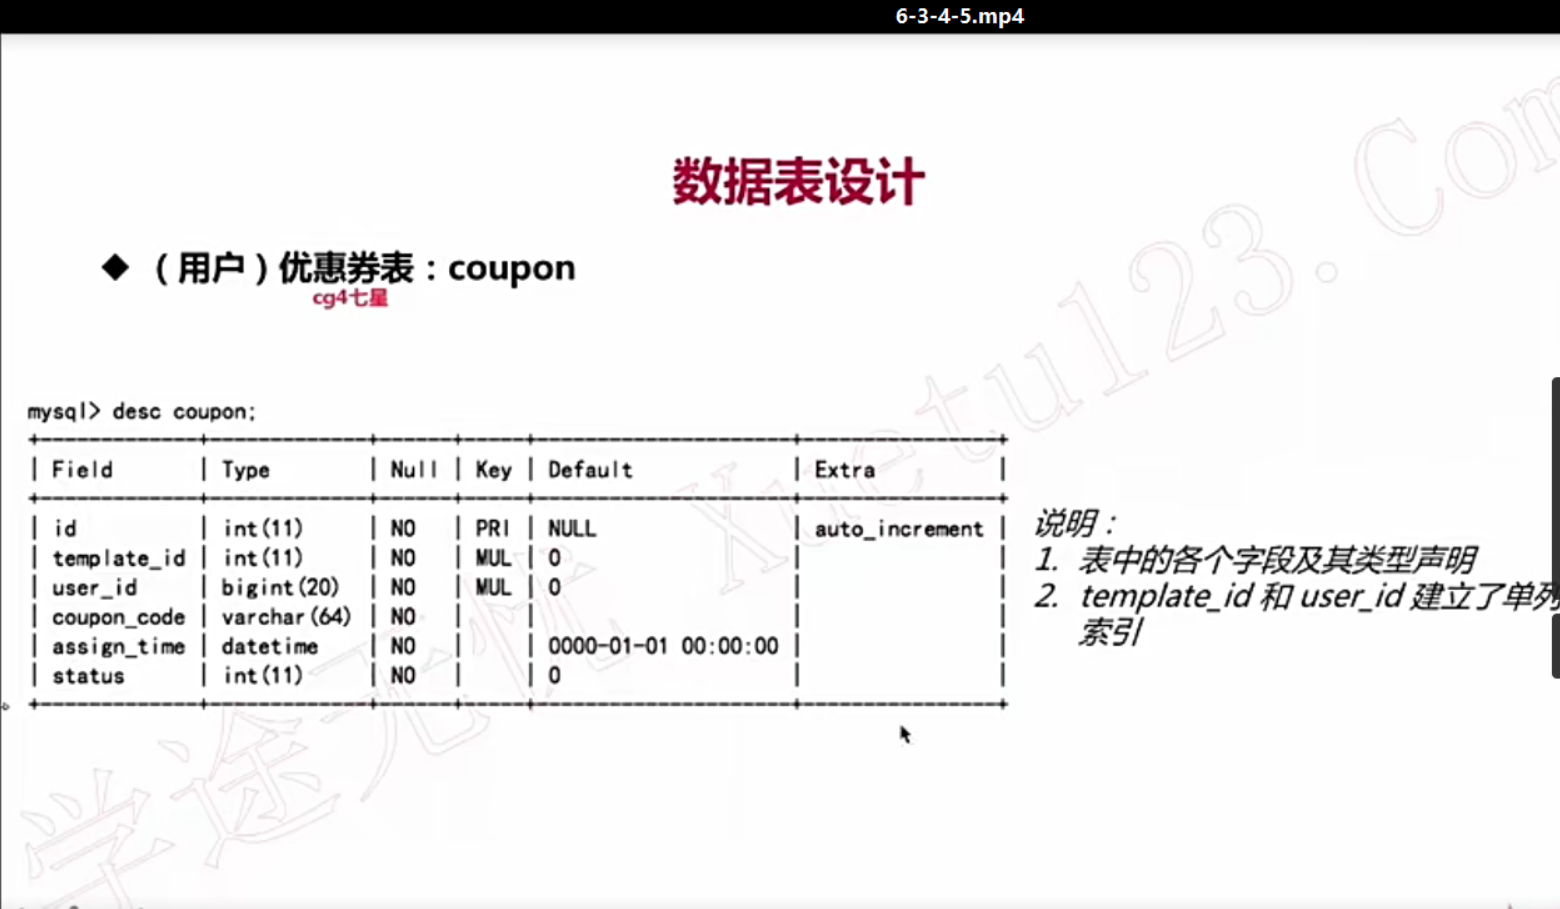 6-3-4-5.mp4
数据表设计
◆（用户）优惠券表：coupon
cg4七星
mysql> desc coupon;
+----------------+----------------+-------+------+------------------------+------------------+
| Field | Type | Null | Key | Default | Extra |
+----------------+----------------+-------+------+------------------------+------------------+
| id | int(11) | NO | PRI | NULL | auto_increment |
| template_id | int(11) | NO | MUL | 0 | |
| user_id | bigint(20) | NO | MUL | 0 | |
| coupon_code | varchar(64) | NO | | | |
| assign_time | datetime | NO | | 0000-01-01 00:00:00 | |
| status | int(11) | NO | | 0 | |
+----------------+----------------+-------+------+------------------------+------------------+
说明：
1. 表中的各个字段及其类型声明
2. template_id 和 user_id 建立了单列
索引
学途无忧 Xuetu123.Com